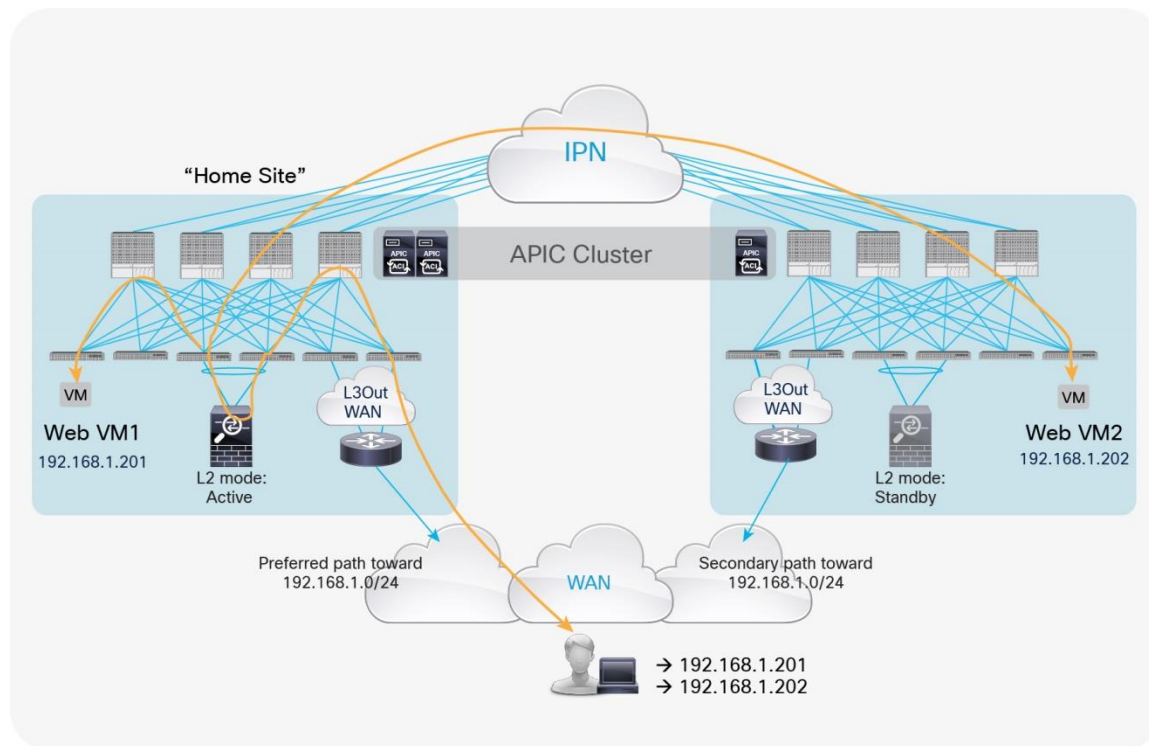 IPN
“Home Site”
APIC
ACI
APIC
ACI
APIC Cluster
APIC
ACI
VM
Web VM1
192.168.1.201
L2 mode:
Active
L3Out
WAN
L3Out
WAN
L2 mode:
Standby
VM
Web VM2
192.168.1.202
Preferred path toward
192.168.1.0/24
WAN
Secondary path toward
192.168.1.0/24
→ 192.168.1.201
→ 192.168.1.202